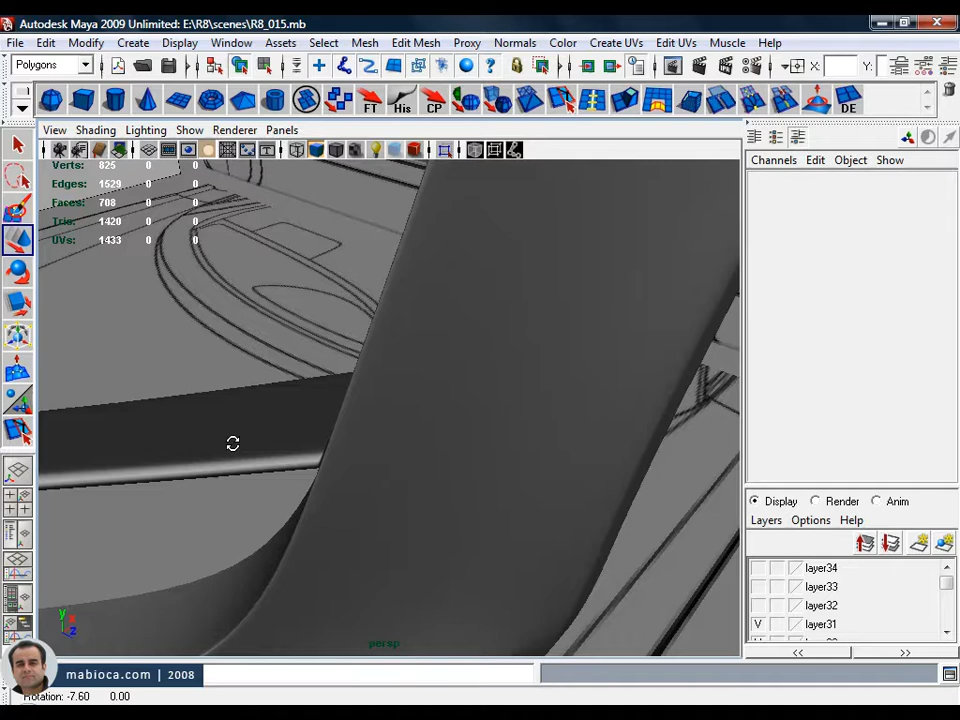 Autodesk Maya 2009 Unlimited: E:\R8\scenes\R8_015.mb
File Edit Modify Create Display Window Assets Select Mesh Edit Mesh Proxy Normals Color Create UVs Edit UVs Muscle Help
Polygons X: Y:
FT His CP DE
View Shading Lighting Show Renderer Panels
Channels Edit Object Show
Verts: 825 0 0
Edges: 1529 0 0
Faces: 708 0 0
Tris: 1420 0 0
UVs: 1433 0 0
Display Render Anim
Layers Options Help
layer34
layer33
layer32
V layer31
y
x
z
persp
<< >>
mabioca.com | 2008
Rotation: -7.60 0.00